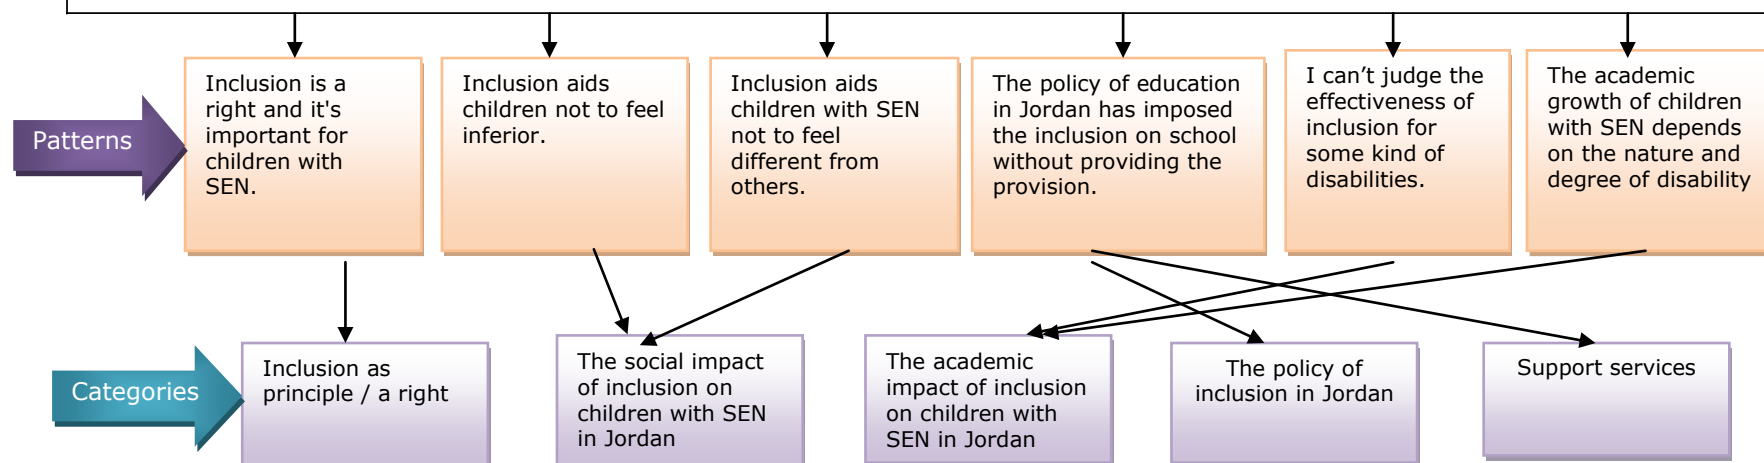 Patterns
Inclusion is a
right and it's
important for
children with
SEN.
Inclusion aids
children not to feel
inferior.
Inclusion aids
children with SEN
not to feel
different from
others.
The policy of education
in Jordan has imposed
the inclusion on school
without providing the
provision.
I can’t judge the
effectiveness of
inclusion for
some kind of
disabilities.
The academic
growth of children
with SEN depends
on the nature and
degree of disability
Categories
Inclusion as
principle / a right
The social impact
of inclusion on
children with SEN
in Jordan
The academic
impact of inclusion
on children with
SEN in Jordan
The policy of
inclusion in Jordan
Support services